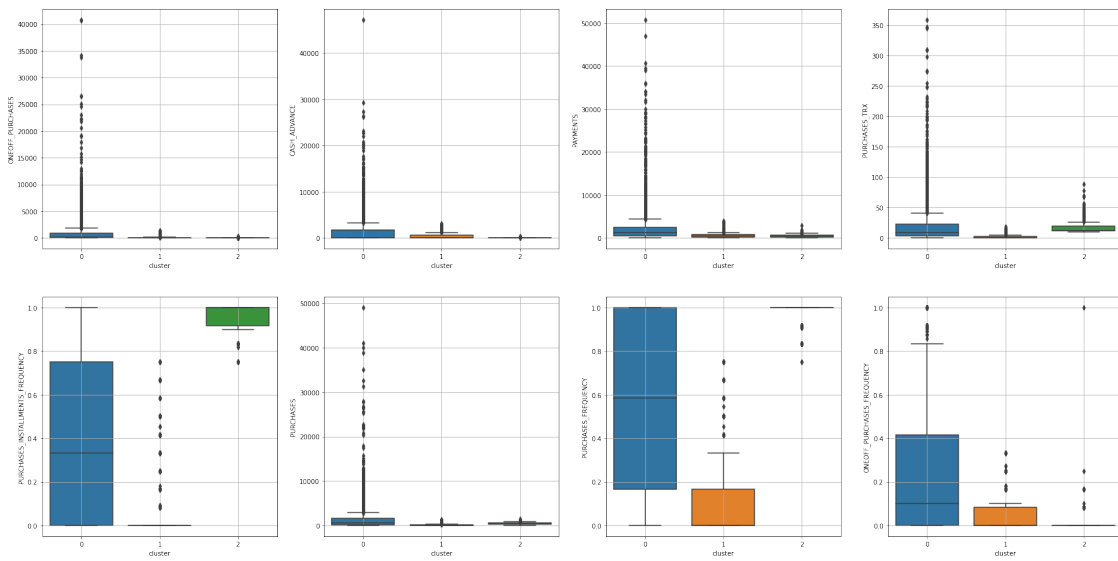 ONEOFF_PURCHASES
40000
35000
30000
25000
20000
15000
10000
5000
0
0 1 2
cluster
CASH_ADVANCE
40000
30000
20000
10000
0
0 1 2
cluster
PAYMENTS
50000
40000
30000
20000
10000
0
0 1 2
cluster
PURCHASES_TRX
350
300
250
200
150
100
50
0
0 1 2
cluster
PURCHASES_INSTALLMENTS_FREQUENCY
1.0
0.8
0.6
0.4
0.2
0.0
0 1 2
cluster
PURCHASES
50000
40000
30000
20000
10000
0
0 1 2
cluster
PURCHASES_FREQUENCY
1.0
0.8
0.6
0.4
0.2
0.0
0 1 2
cluster
ONEOFF_PURCHASES_FREQUENCY
1.0
0.8
0.6
0.4
0.2
0.0
0 1 2
cluster